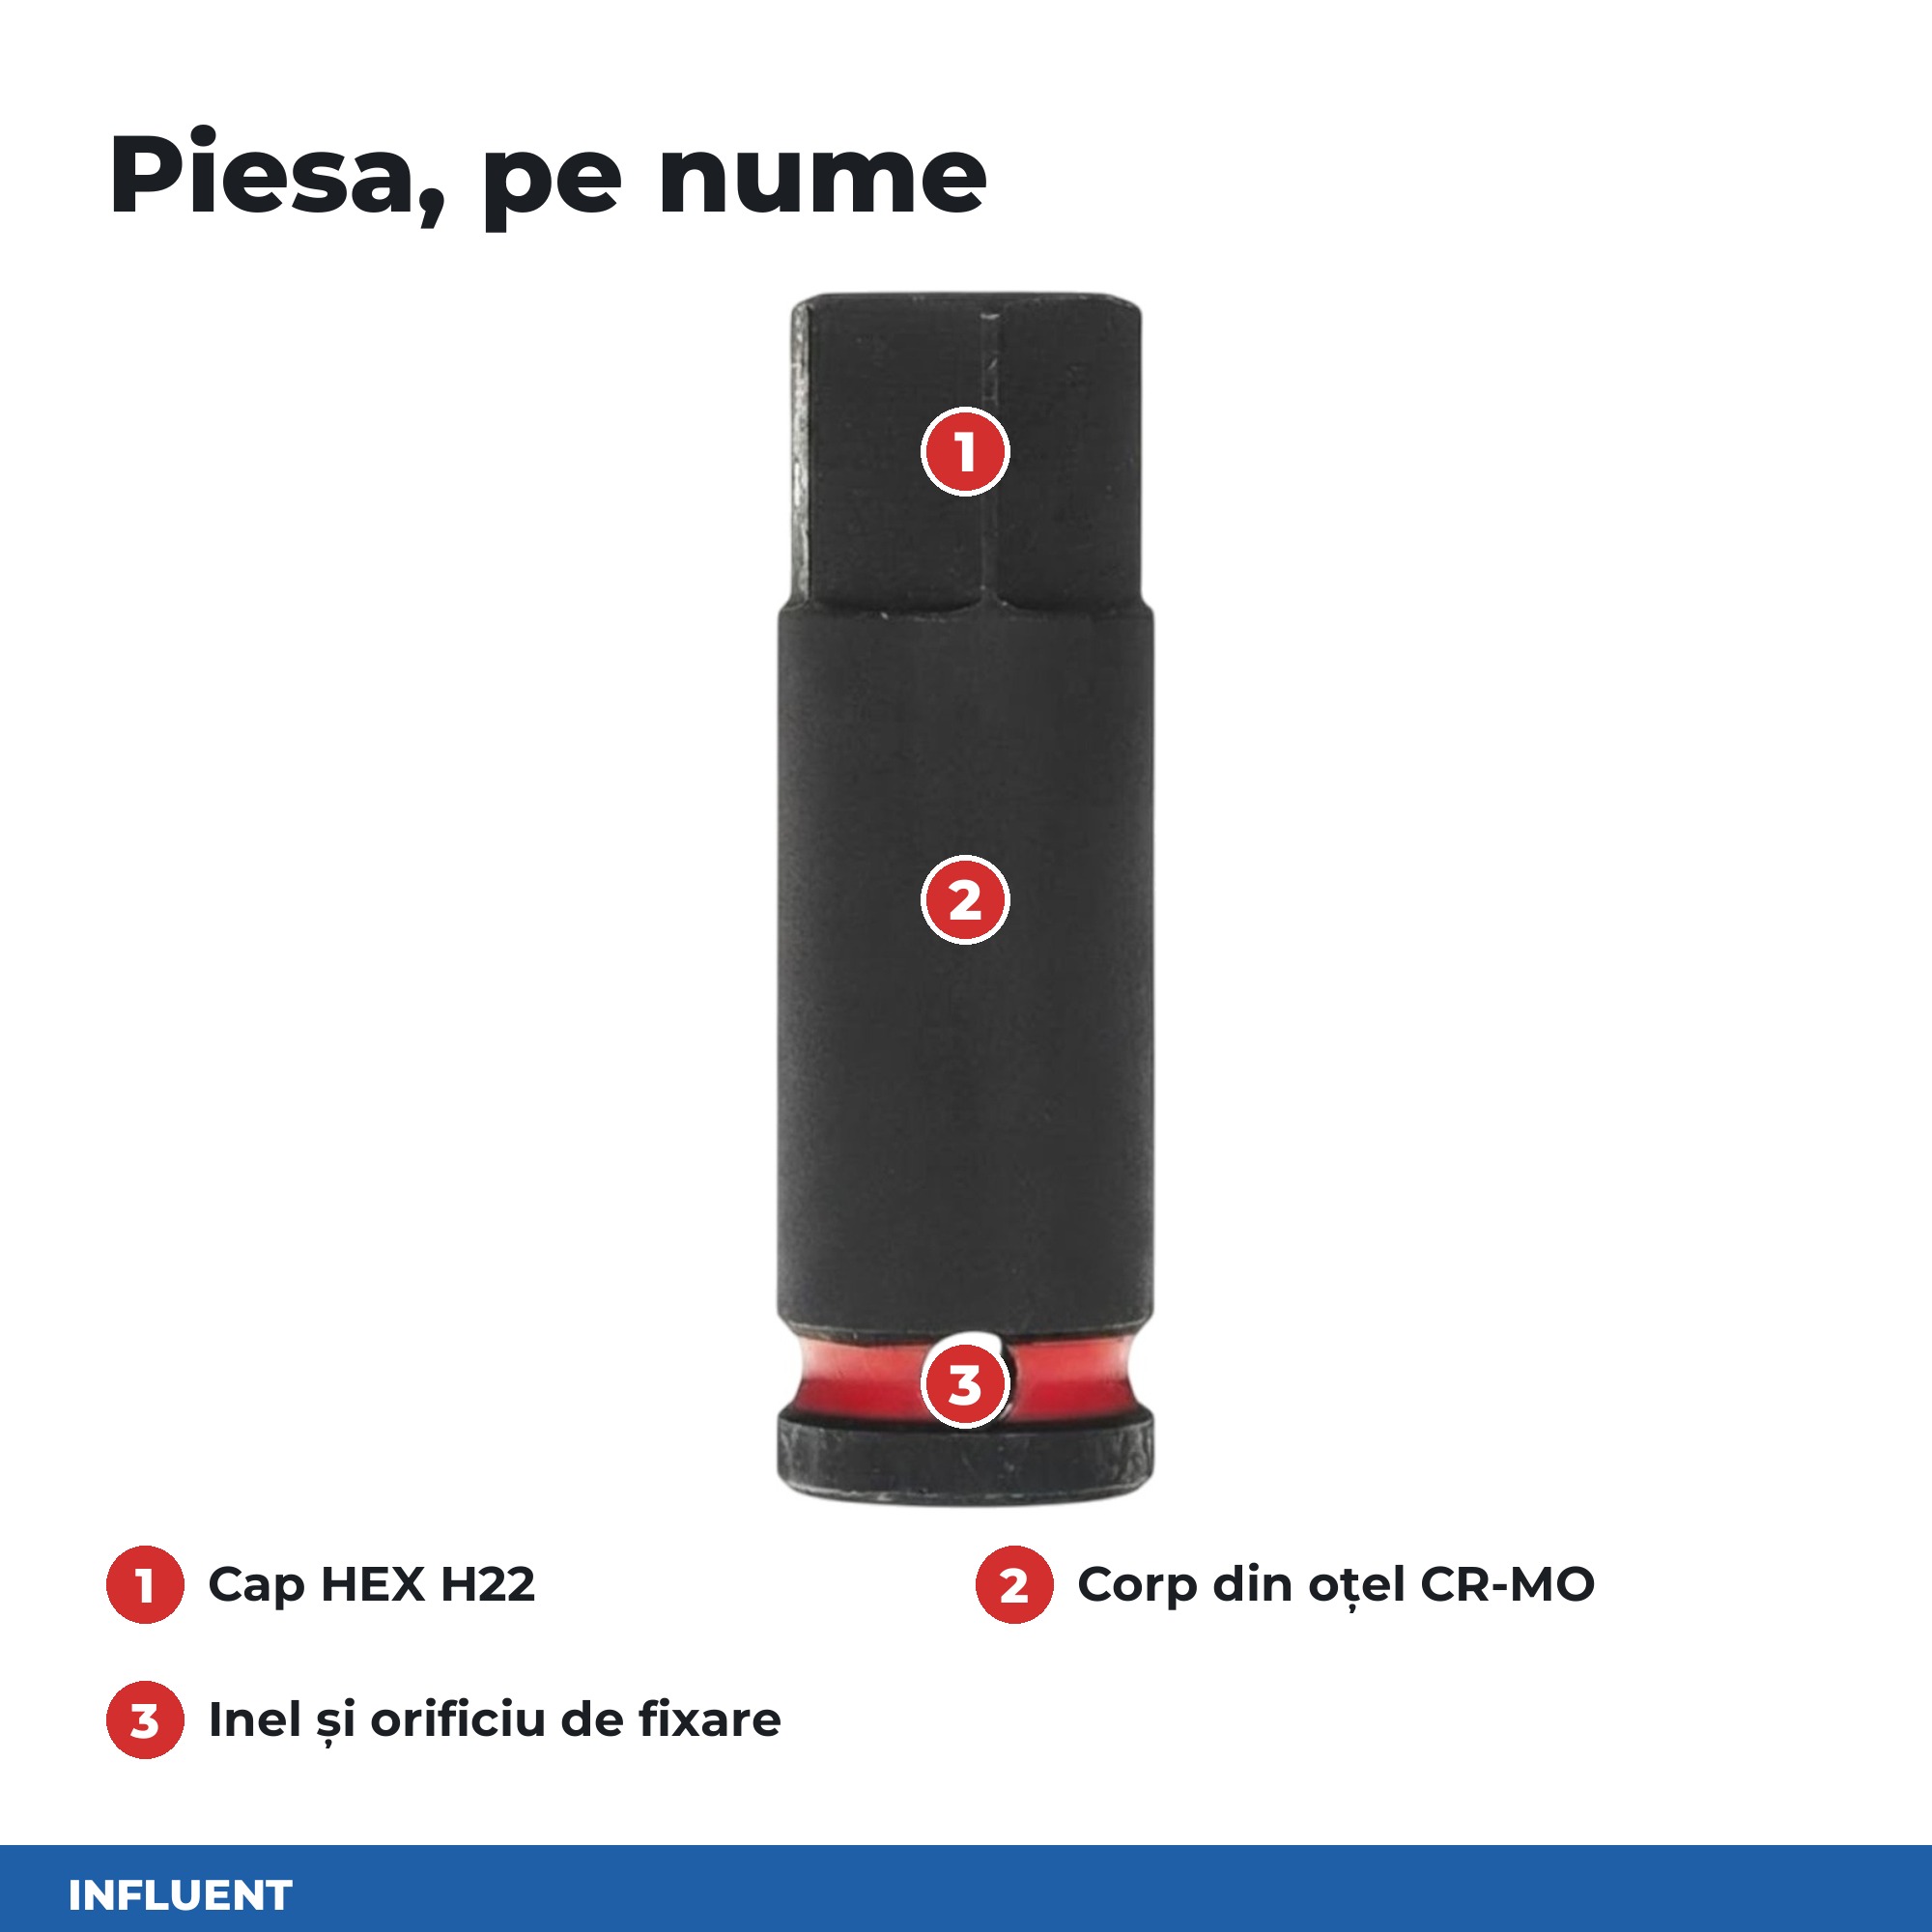 Piesa, pe nume
1
2
3
1 Cap HEX H22
2 Corp din oțel CR-MO
3 Inel și orificiu de fixare
INFLUENT